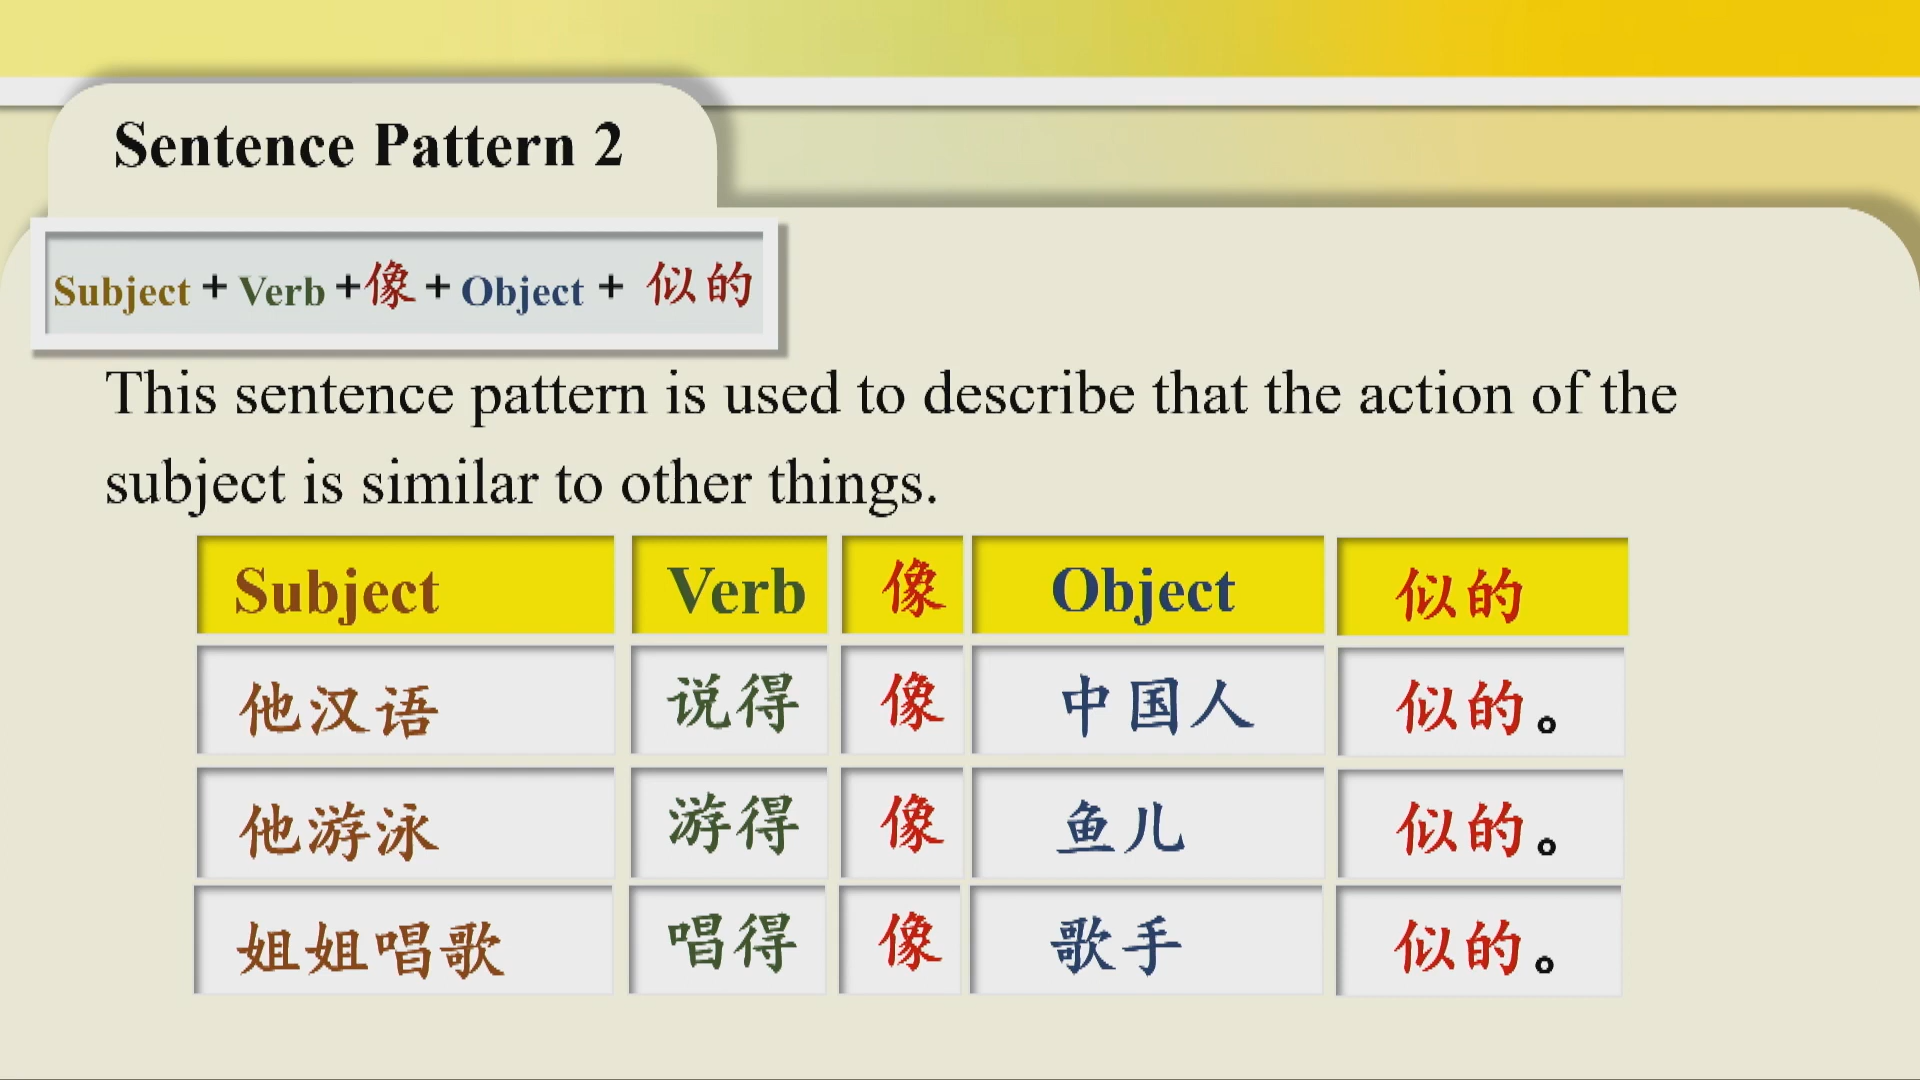 Sentence Pattern 2
Subject + Verb +像 + Object + 似的
This sentence pattern is used to describe that the action of the
subject is similar to other things.
Subject Verb 像 Object 似的
他汉语 说得 像 中国人 似的。
他游泳 游得 像 鱼儿 似的。
姐姐唱歌 唱得 像 歌手 似的。